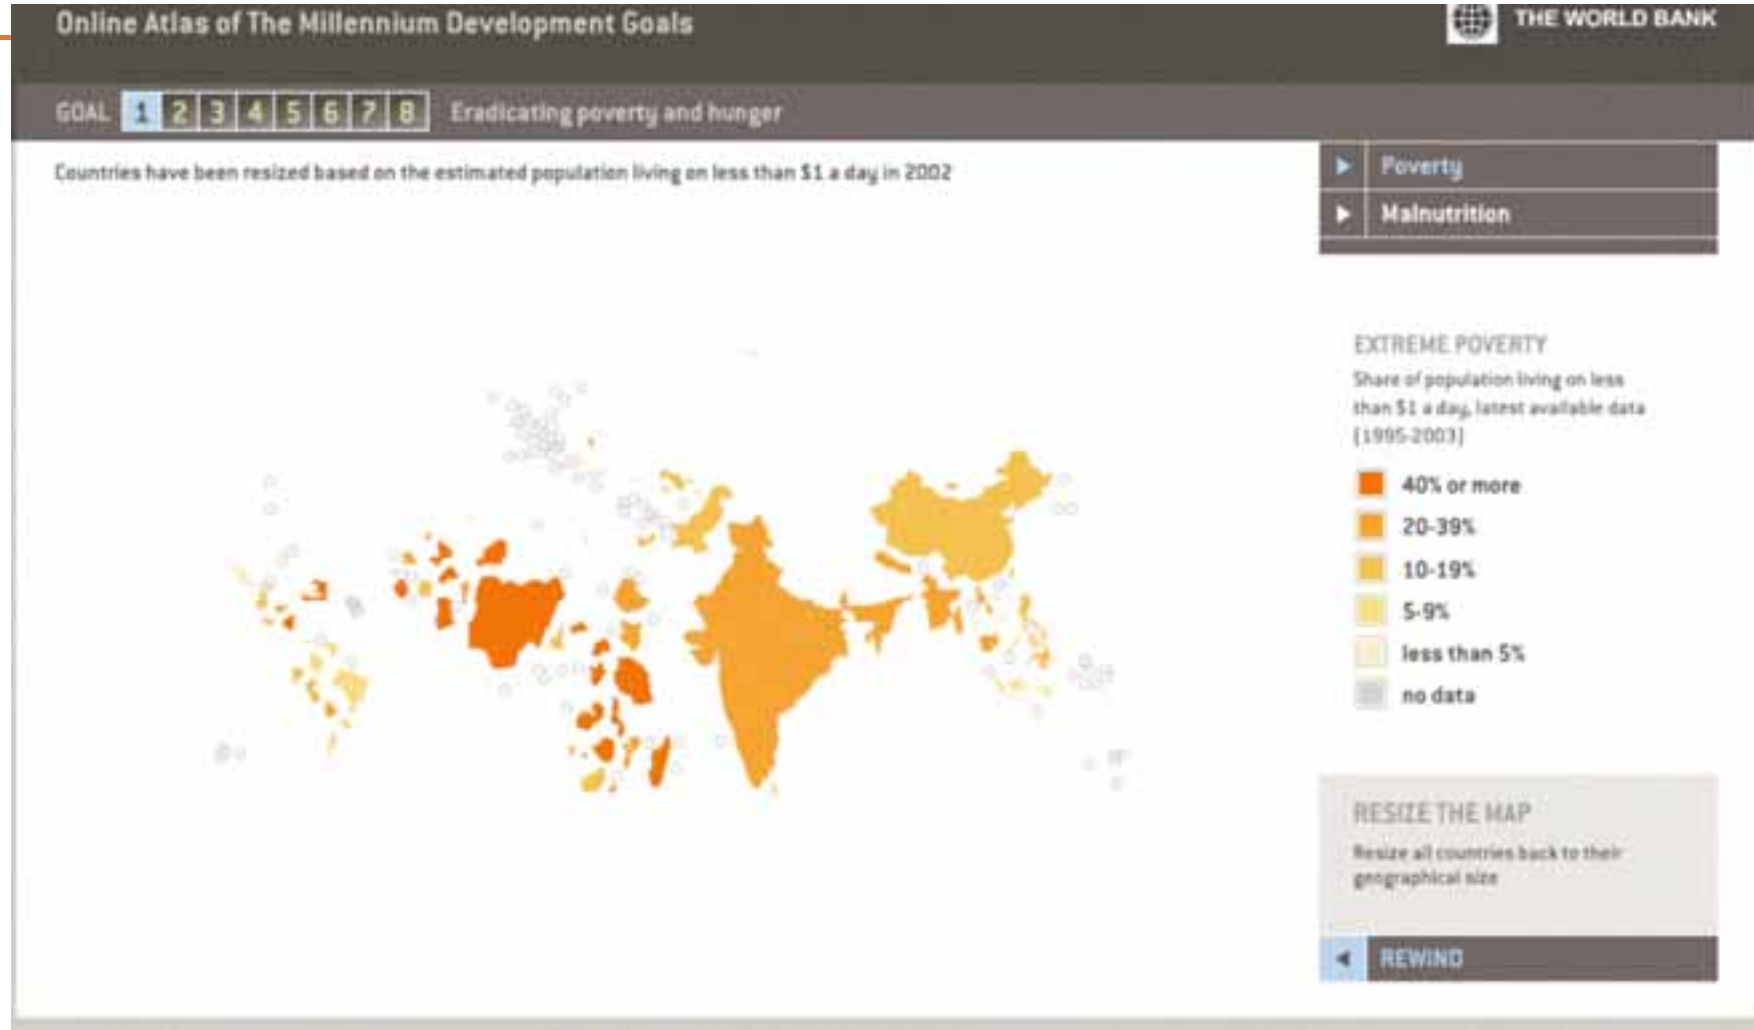 Online Atlas of The Millennium Development Goals
THE WORLD BANK
GOAL 1 2 3 4 5 6 7 8 Eradicating poverty and hunger
Countries have been resized based on the estimated population living on less than $1 a day in 2002
Poverty
Malnutrition
EXTREME POVERTY
Share of population living on less
than $1 a day, latest available data
(1995-2003)
40% or more
20-39%
10-19%
5-9%
less than 5%
no data
RESIZE THE MAP
Resize all countries back to their
geographical size
REWIND